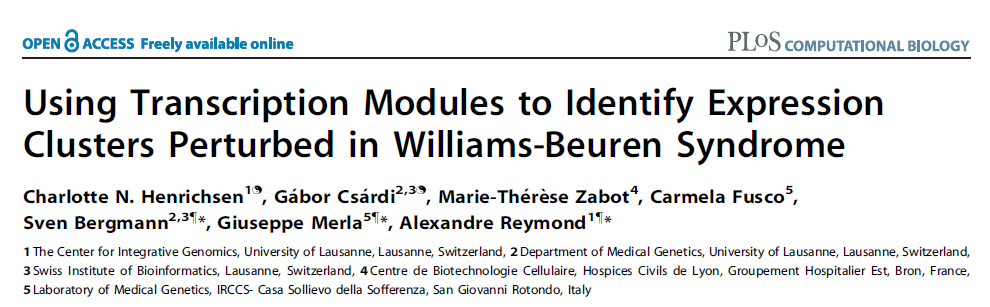 OPEN ACCESS Freely available online
PLoS COMPUTATIONAL BIOLOGY
Using Transcription Modules to Identify Expression
Clusters Perturbed in Williams-Beuren Syndrome
Charlotte N. Henrichsen1☯, Gábor Csárdi2,3☯, Marie-Thérèse Zabot4, Carmela Fusco5,
Sven Bergmann2,3¶*, Giuseppe Merla5¶*, Alexandre Reymond1¶*
1 The Center for Integrative Genomics, University of Lausanne, Lausanne, Switzerland, 2 Department of Medical Genetics, University of Lausanne, Lausanne, Switzerland,
3 Swiss Institute of Bioinformatics, Lausanne, Switzerland, 4 Centre de Biotechnologie Cellulaire, Hospices Civils de Lyon, Groupement Hospitalier Est, Bron, France,
5 Laboratory of Medical Genetics, IRCCS- Casa Sollievo della Sofferenza, San Giovanni Rotondo, Italy